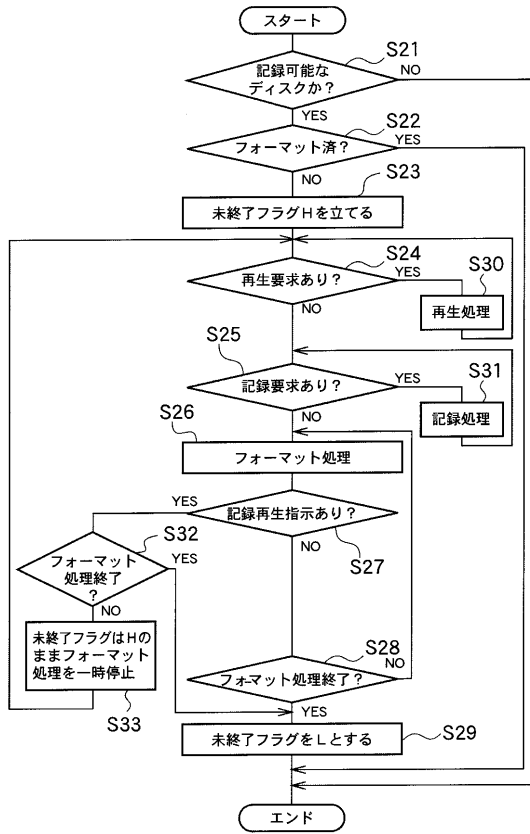 スタート
S21
記録可能な
ディスクか？
NO
YES
S22
フォーマット済？
YES
NO
S23
未終了フラグＨを立てる
S24
再生要求あり？
YES
S30
再生処理
NO
S25
記録要求あり？
YES
S31
記録処理
NO
S26
フォーマット処理
YES
記録再生指示あり？
NO
S27
S32
フォーマット
処理終了
？
YES
NO
未終了フラグはＨの
ままフォーマット
処理を一時停止
S33
S28
フォーマット処理終了？
NO
YES
未終了フラグをＬとする
S29
エンド